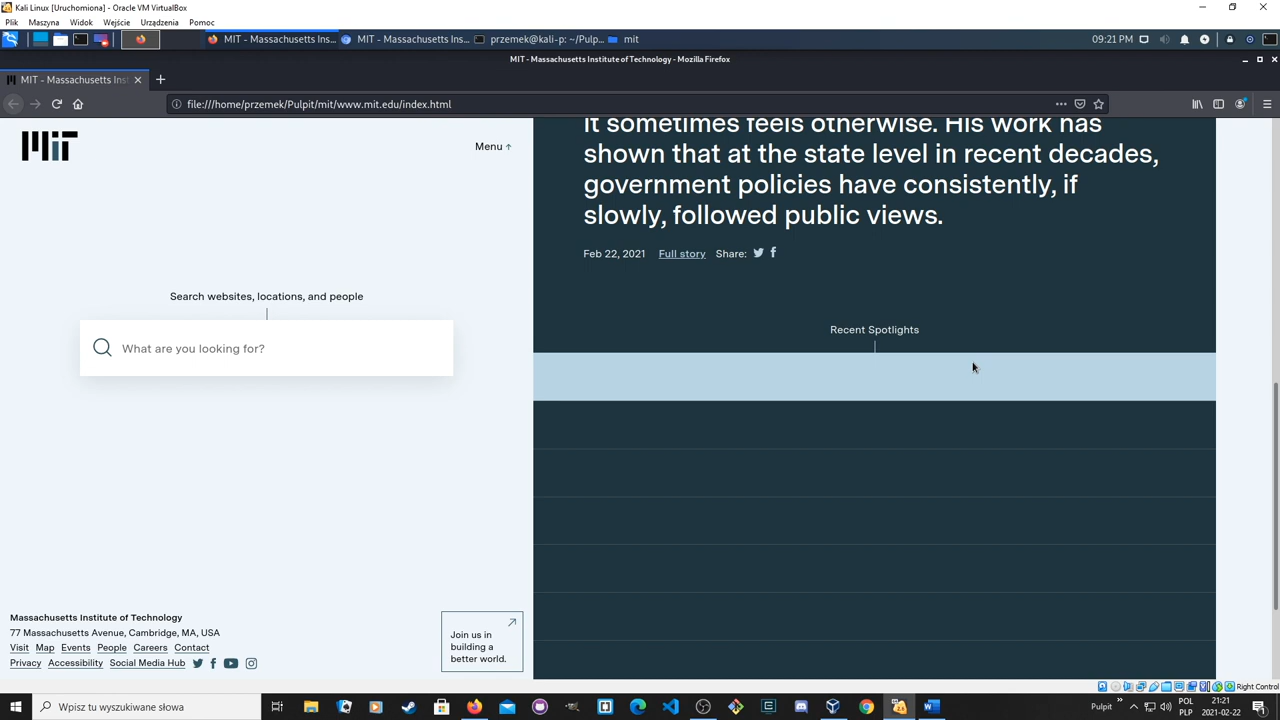 Kali Linux [Uruchomiona] - Oracle VM VirtualBox
Plik Maszyna Widok Wejście Urządzenia Pomoc
MIT - Massachusetts Ins... MIT - Massachusetts Ins... przemek@kali-p: ~/Pulp... mit 09:21 PM
MIT - Massachusetts Institute of Technology - Mozilla Firefox
MIT - Massachusetts Inst
file:///home/przemek/Pulpit/mit/www.mit.edu/index.html
MIT
Menu ↑
it sometimes feels otherwise. His work has
shown that at the state level in recent decades,
government policies have consistently, if
slowly, followed public views.
Feb 22, 2021 Full story Share:
Search websites, locations, and people
What are you looking for?
Recent Spotlights
Massachusetts Institute of Technology
77 Massachusetts Avenue, Cambridge, MA, USA
Visit Map Events People Careers Contact
Privacy Accessibility Social Media Hub
Join us in
building a
better world.
Right Control
Wpisz tu wyszukiwane słowa
Pulpit
POL
PLP
21:21
2021-02-22